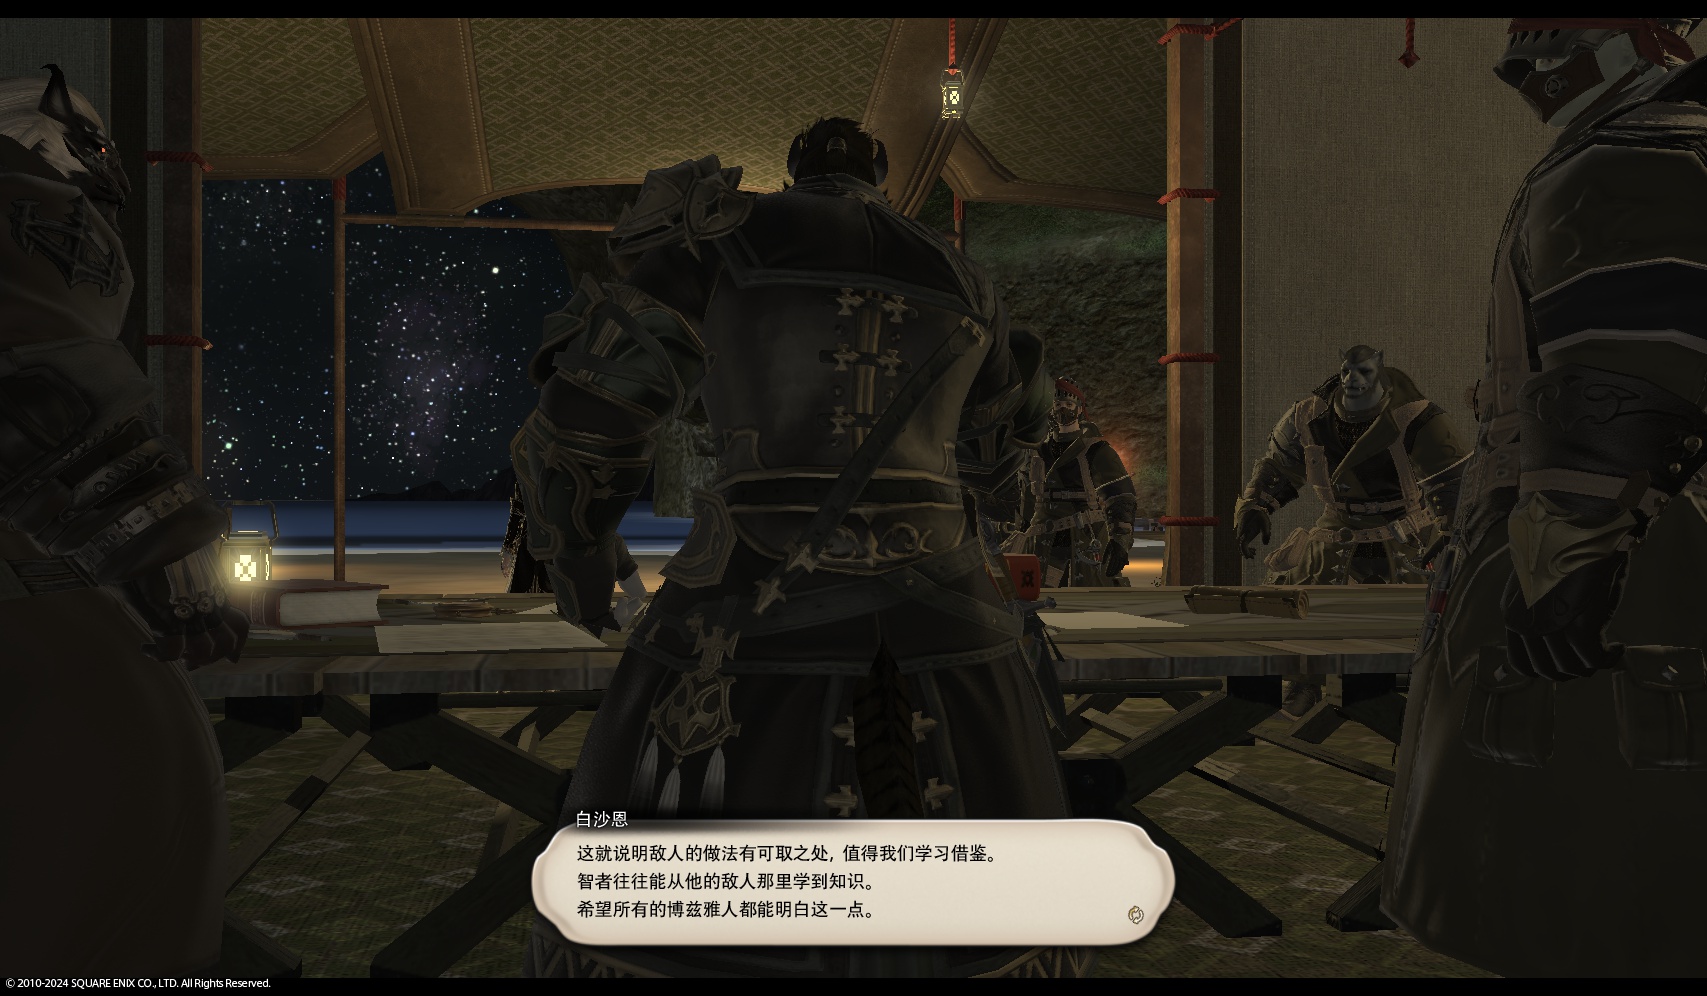 白沙恩
这就说明敌人的做法有可取之处，值得我们学习借鉴。
智者往往能从他的敌人那里学到知识。
希望所有的博兹雅人都能明白这一点。
© 2010-2024 SQUARE ENIX CO., LTD. All Rights Reserved.